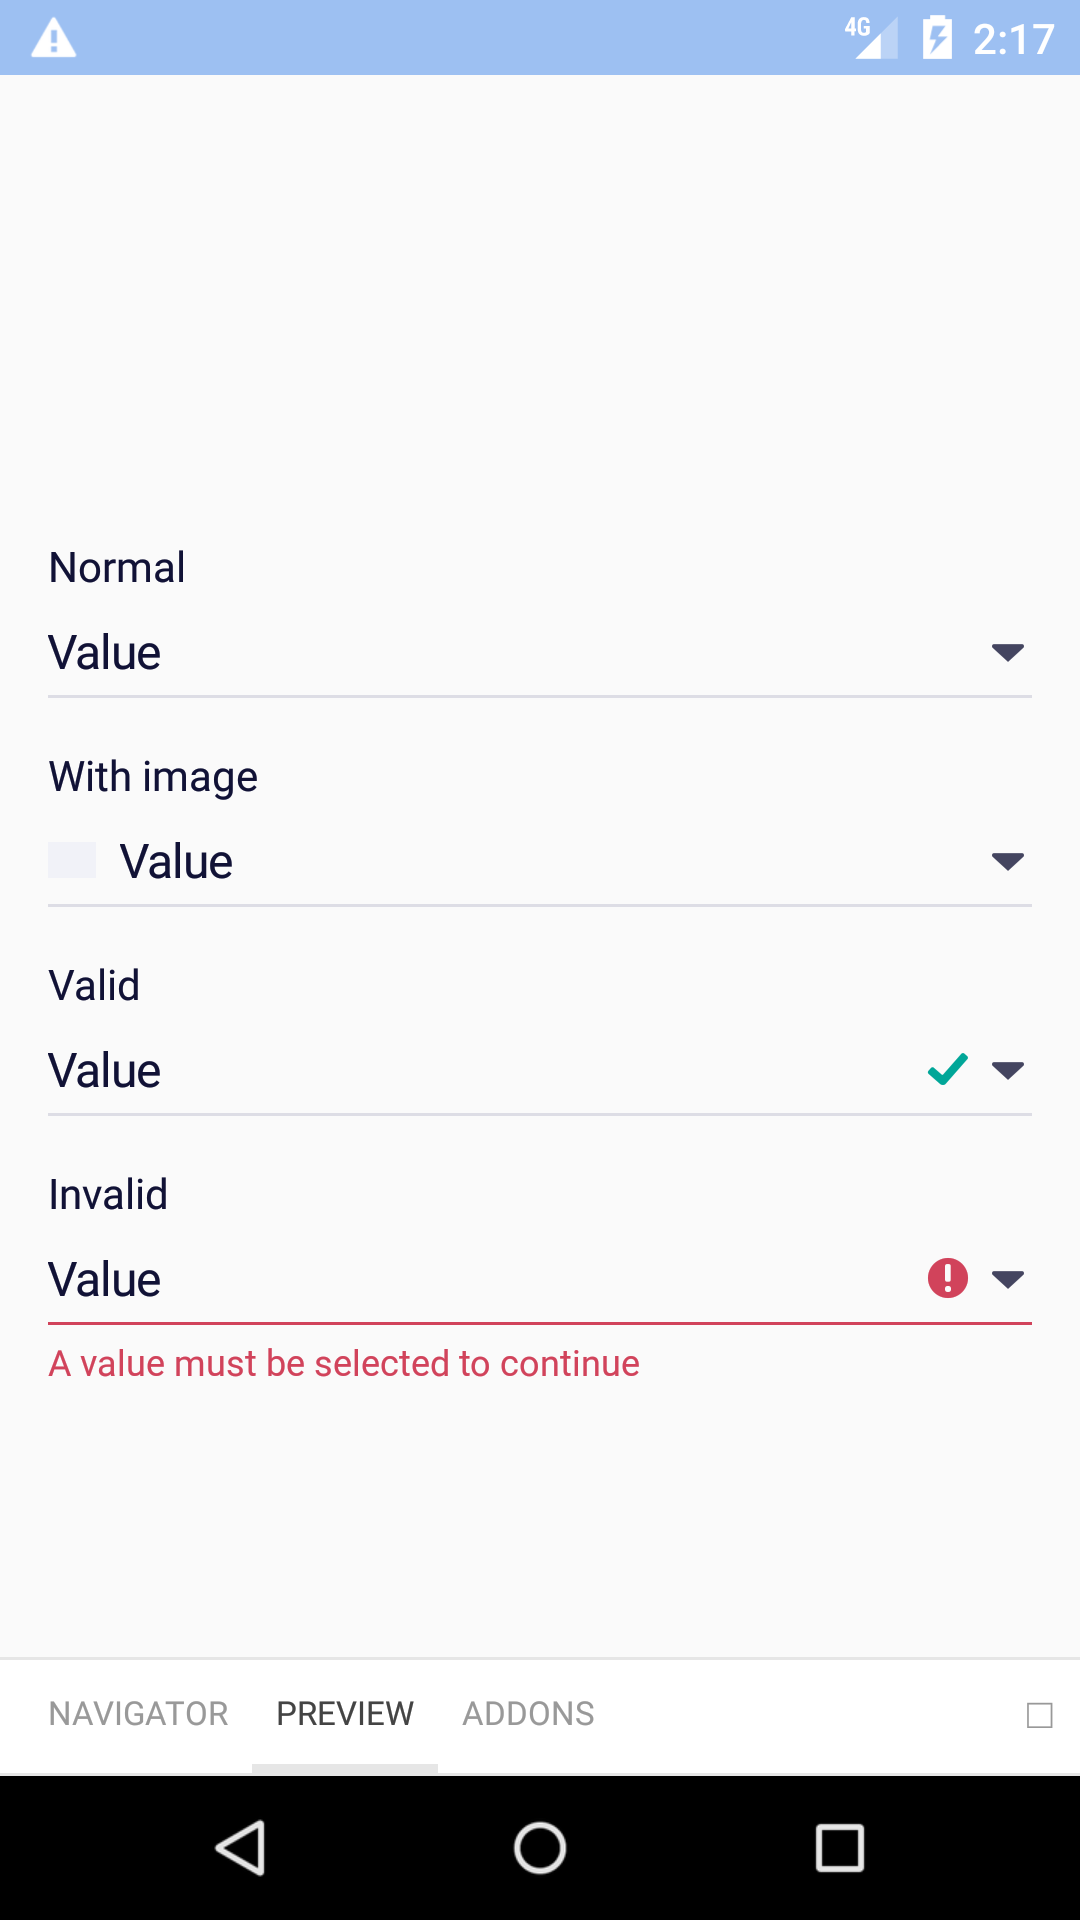 4G 2:17
Normal
Value
With image
Value
Valid
Value
Invalid
Value
A value must be selected to continue
NAVIGATOR PREVIEW ADDONS